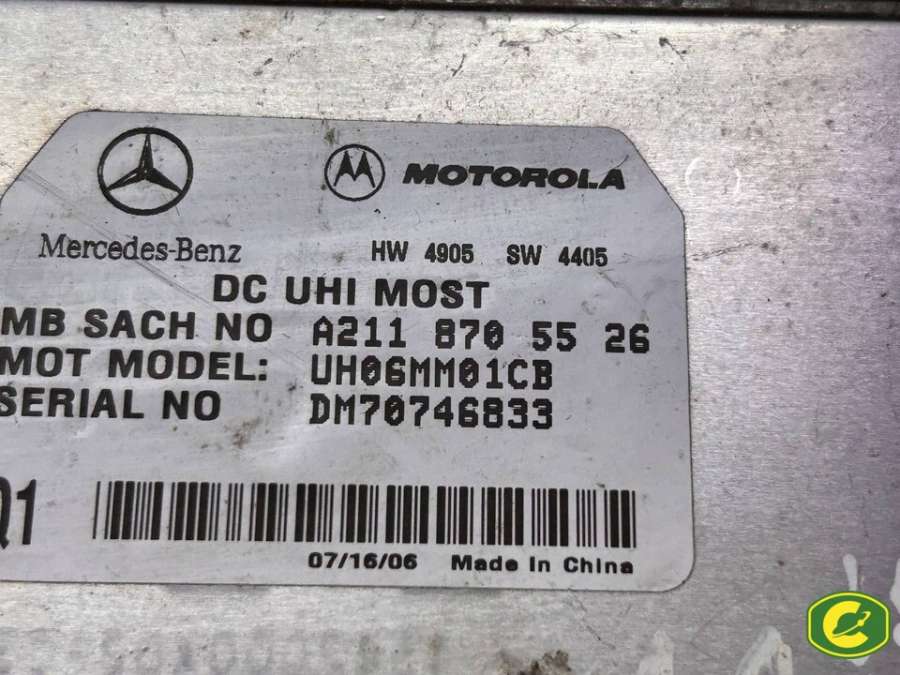 MOTOROLA
Mercedes-Benz
HW 4905 SW 4405
DC UHI MOST
MB SACH NO A211 870 55 26
MOT MODEL: UH06MM01CB
SERIAL NO DM70746833
Q1
07/16/06 Made In China